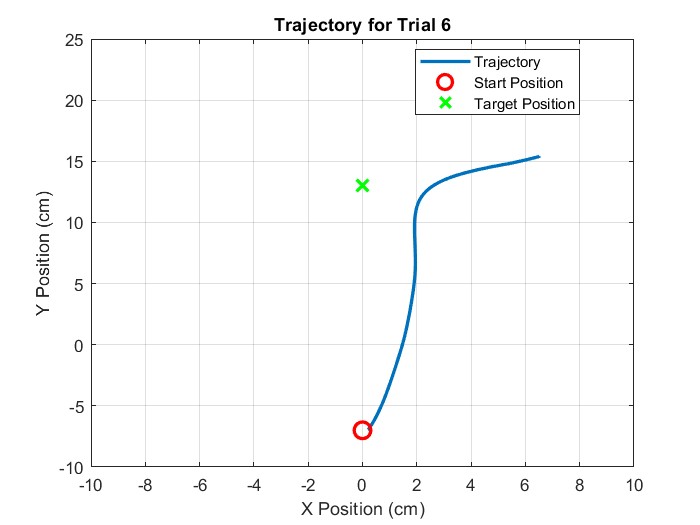 Trajectory for Trial 6
25
20
15
10
5
0
-5
-10
Y Position (cm)
Trajectory
Start Position
Target Position
-10 -8 -6 -4 -2 0 2 4 6 8 10
X Position (cm)